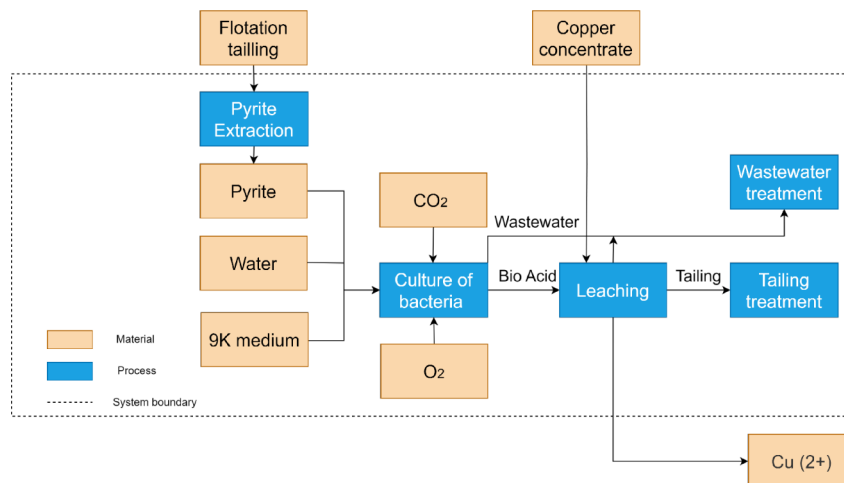 Flotation
tailling
Copper
concentrate
Pyrite
Extraction
Pyrite
CO2
Wastewater
Wastewater
treatment
Water
Culture of
bacteria
Bio Acid
Leaching
Tailing
Tailing
treatment
9K medium
O2
Material
Process
System boundary
Cu (2+)